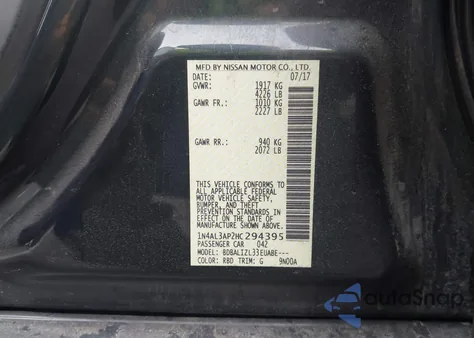 MFD BY NISSAN MOTOR CO., LTD.
DATE: 07/17
GVWR: 1917 KG
4226 LB
GAWR FR: 1010 KG
2227 LB
GAWR RR: 940 KG
2072 LB
THIS VEHICLE CONFORMS TO
ALL APPLICABLE FEDERAL
MOTOR VEHICLE SAFETY,
BUMPER, AND THEFT
PREVENTION STANDARDS IN
EFFECT ON THE DATE OF
MANUFACTURE SHOWN ABOVE.
1N4AL3AP2HC294395
PASSENGER CAR 042
MODEL: BDBALIZL33EUABE---
COLOR: RBD TRIM: G 9N00A
autoSnap